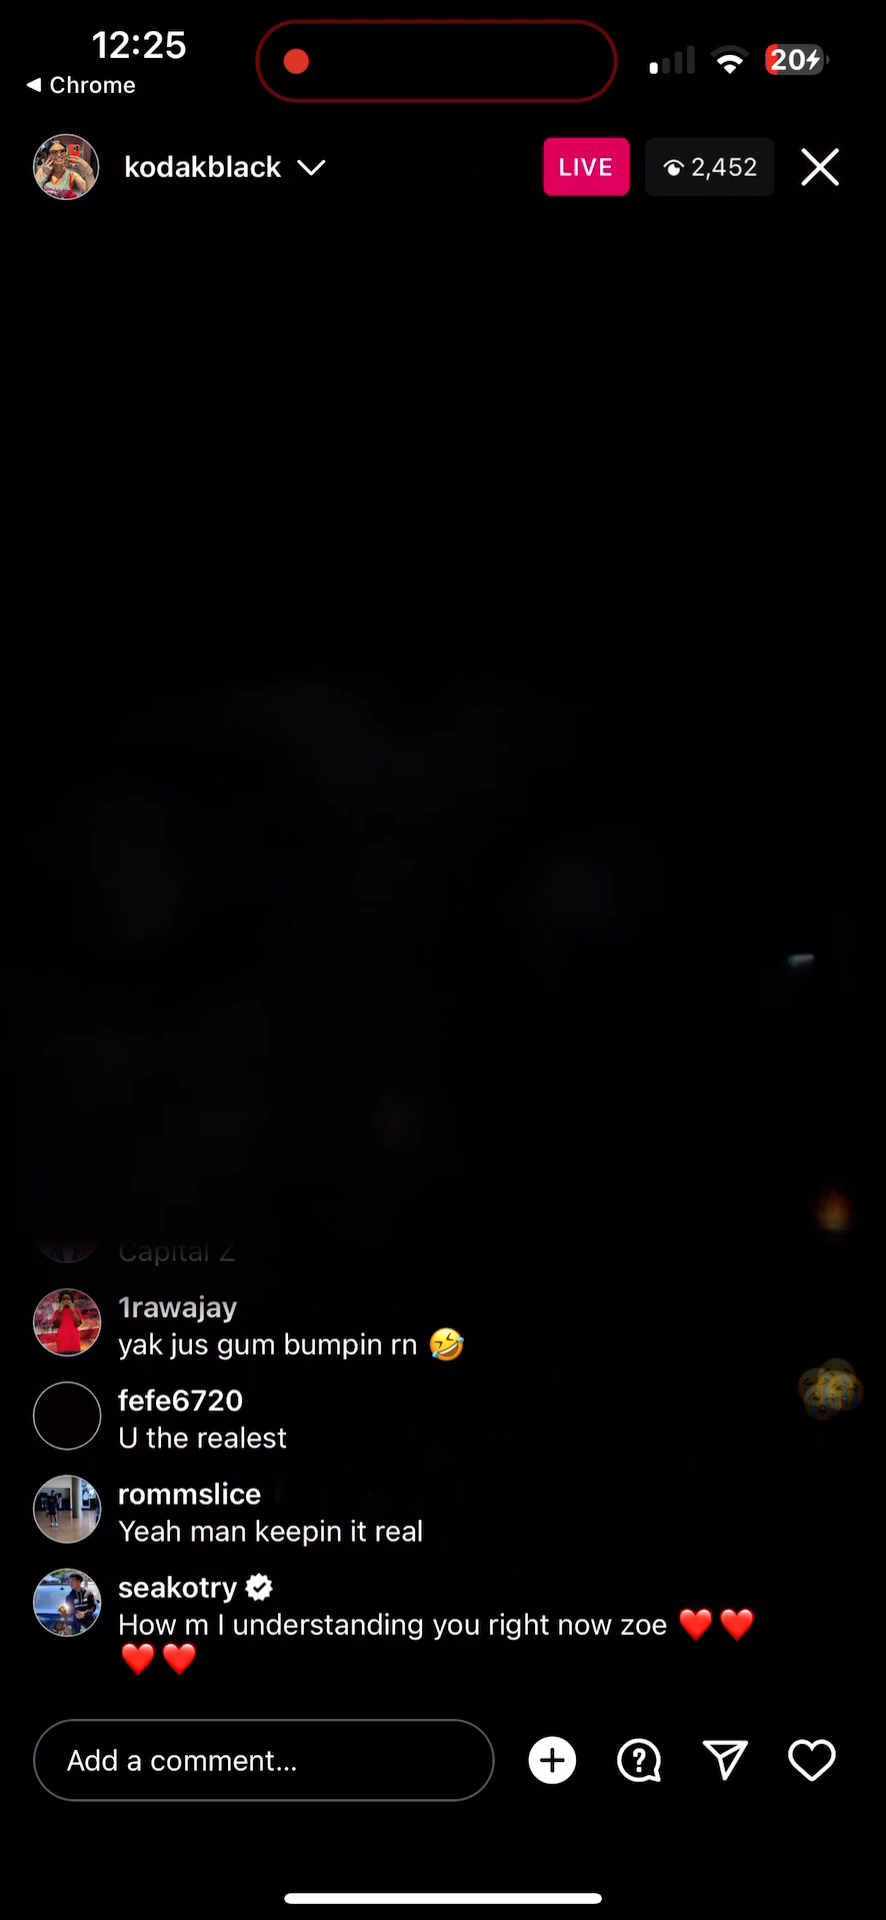 12:25
20
◀ Chrome
kodakblack
LIVE
2,452
Capital Z
1rawajay
yak jus gum bumpin rn 🤣
fefe6720
U the realest
rommslice
Yeah man keepin it real
seakotry
How m I understanding you right now zoe ❤️❤️
❤️❤️
Add a comment...